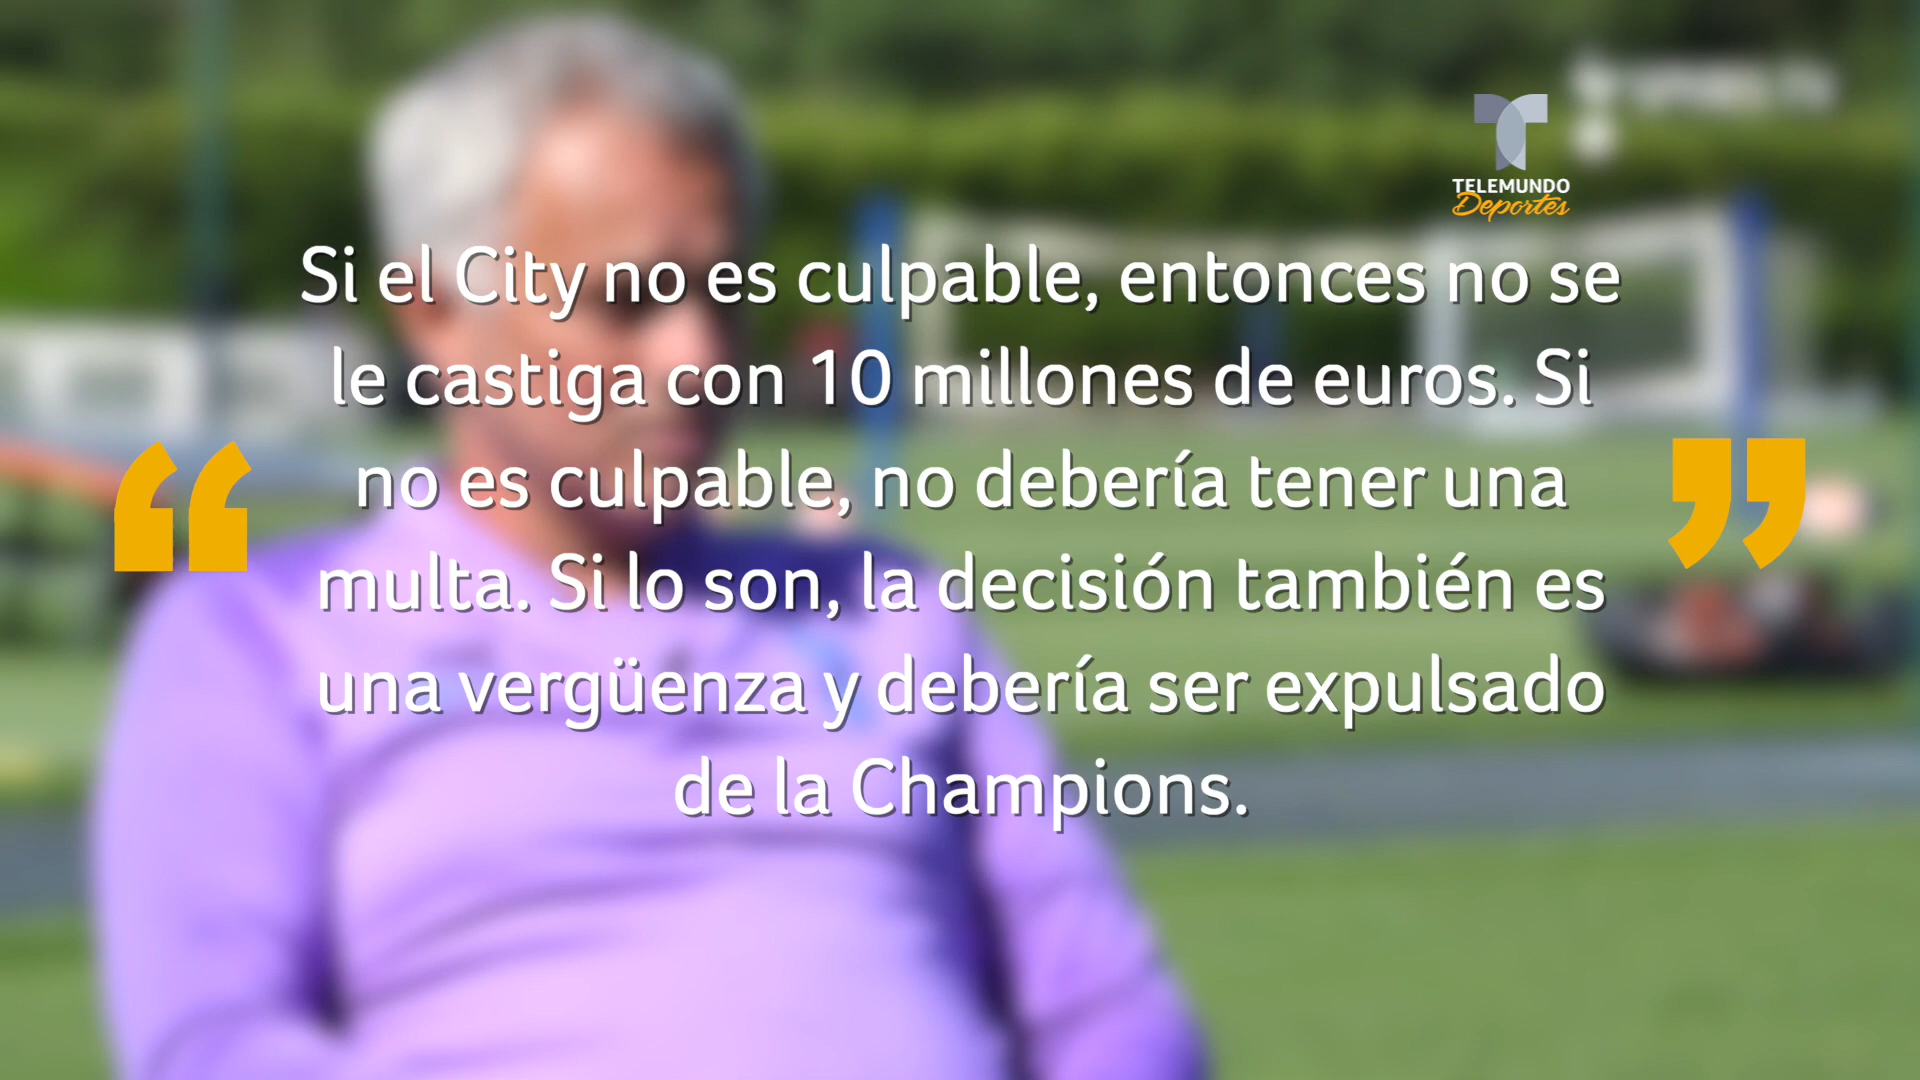 TELEMUNDO
Deportes
Si el City no es culpable, entonces no se
le castiga con 10 millones de euros. Si
no es culpable, no debería tener una
“ multa. Si lo son, la decisión también es ”
una vergüenza y debería ser expulsado
de la Champions.